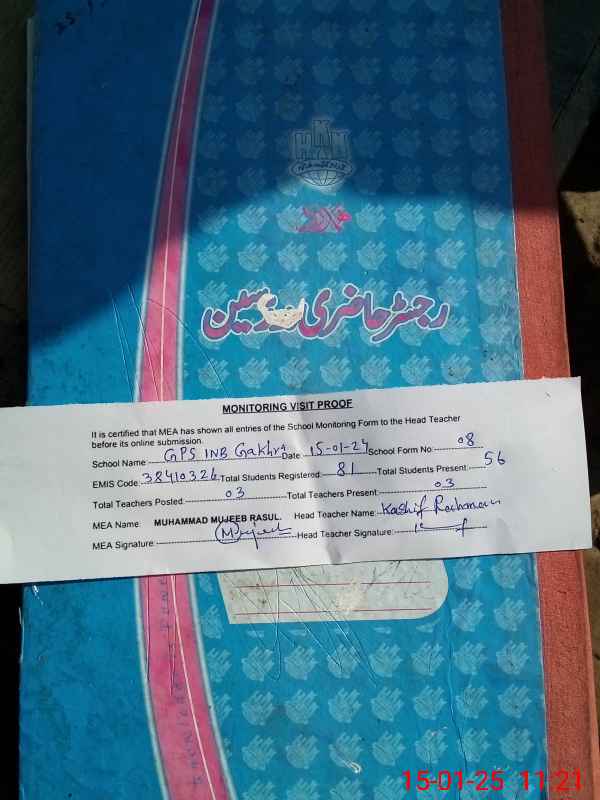 رجسٹر حاضری
MONITORING VISIT PROOF
It is certified that MEA has shown all entries of the School Monitoring Form to the Head Teacher
before its online submission.
School Name: GPS INB Gakhra Date 15-01-24 School Form No: 08
EMIS Code: 38410324 Total Students Registered: 81 Total Students Present: 56
Total Teachers Posted: 03 Total Teachers Present: 03
MEA Name: MUHAMMAD MUJEEB RASUL. Head Teacher Name: Kashif Rachman
MEA Signature: Mujeeb Head Teacher Signature:
15-01-25 11:21